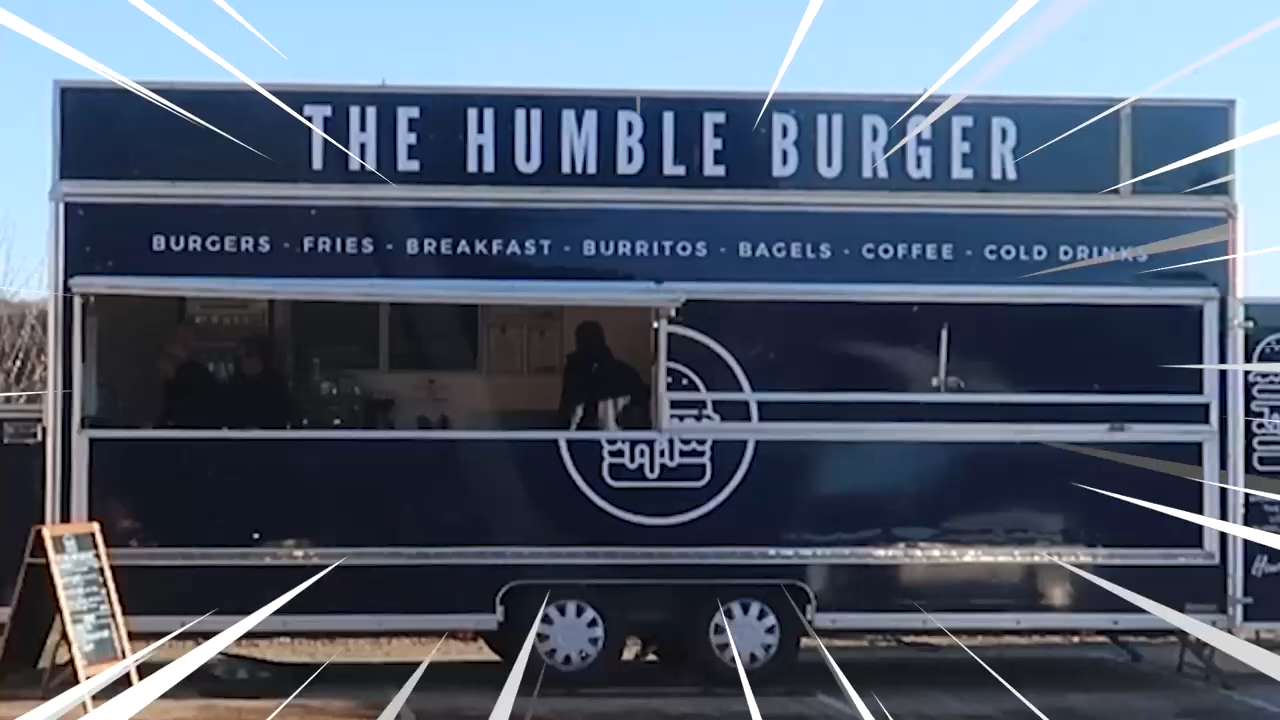 THE HUMBLE BURGER
BURGERS - FRIES - BREAKFAST - BURRITOS - BAGELS - COFFEE - COLD DRINKS